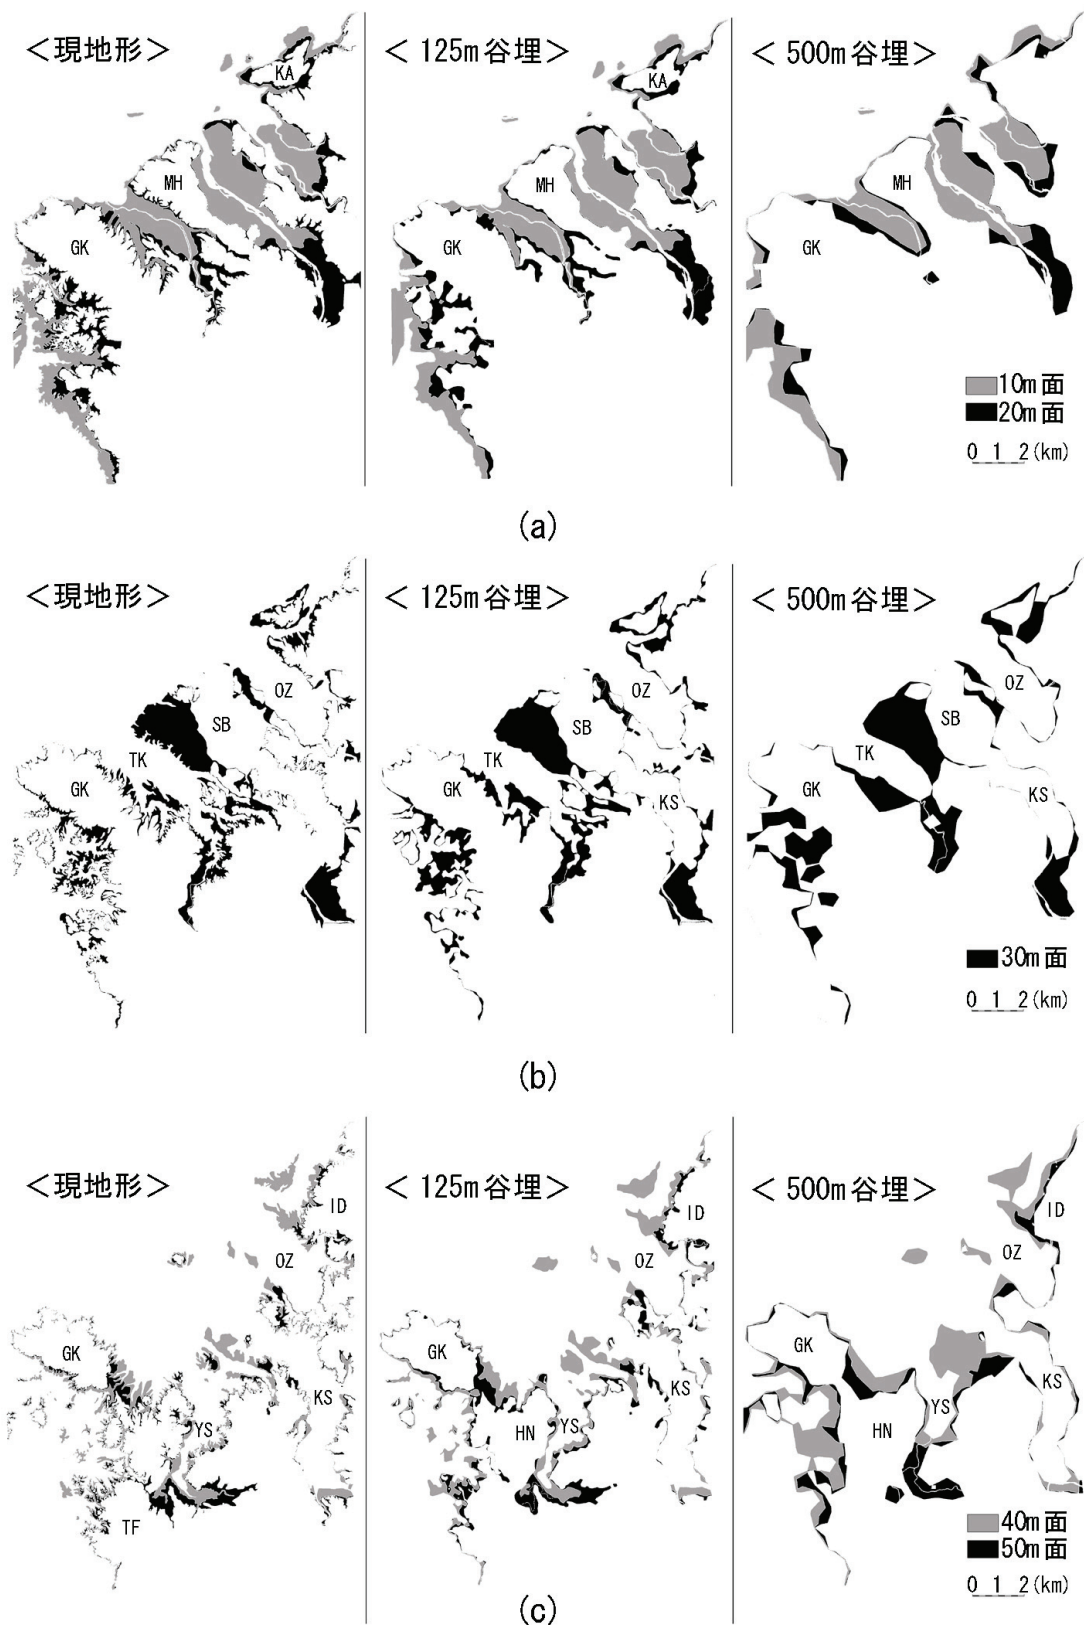 <現地形>
< 125m谷埋>
< 500m谷埋>
KA
KA
MH
MH
MH
GK
GK
GK
10m面
20m面
0 1 2(km)
(a)
<現地形>
< 125m谷埋>
< 500m谷埋>
OZ
OZ
OZ
SB
SB
SB
TK
TK
TK
GK
GK
GK
KS
KS
30m面
0 1 2(km)
(b)
<現地形>
< 125m谷埋>
< 500m谷埋>
ID
ID
ID
OZ
OZ
OZ
GK
GK
GK
KS
KS
KS
YS
HN
YS
HN
YS
TF
40m面
50m面
0 1 2(km)
(c)